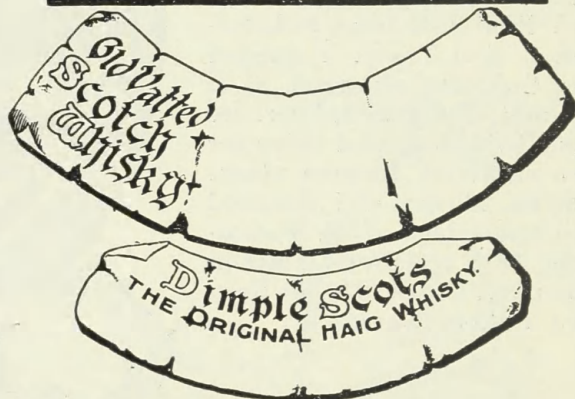 Old Vatted
Scotch
Whisky
Dimple Scots
THE ORIGINAL HAIG WHISKY.